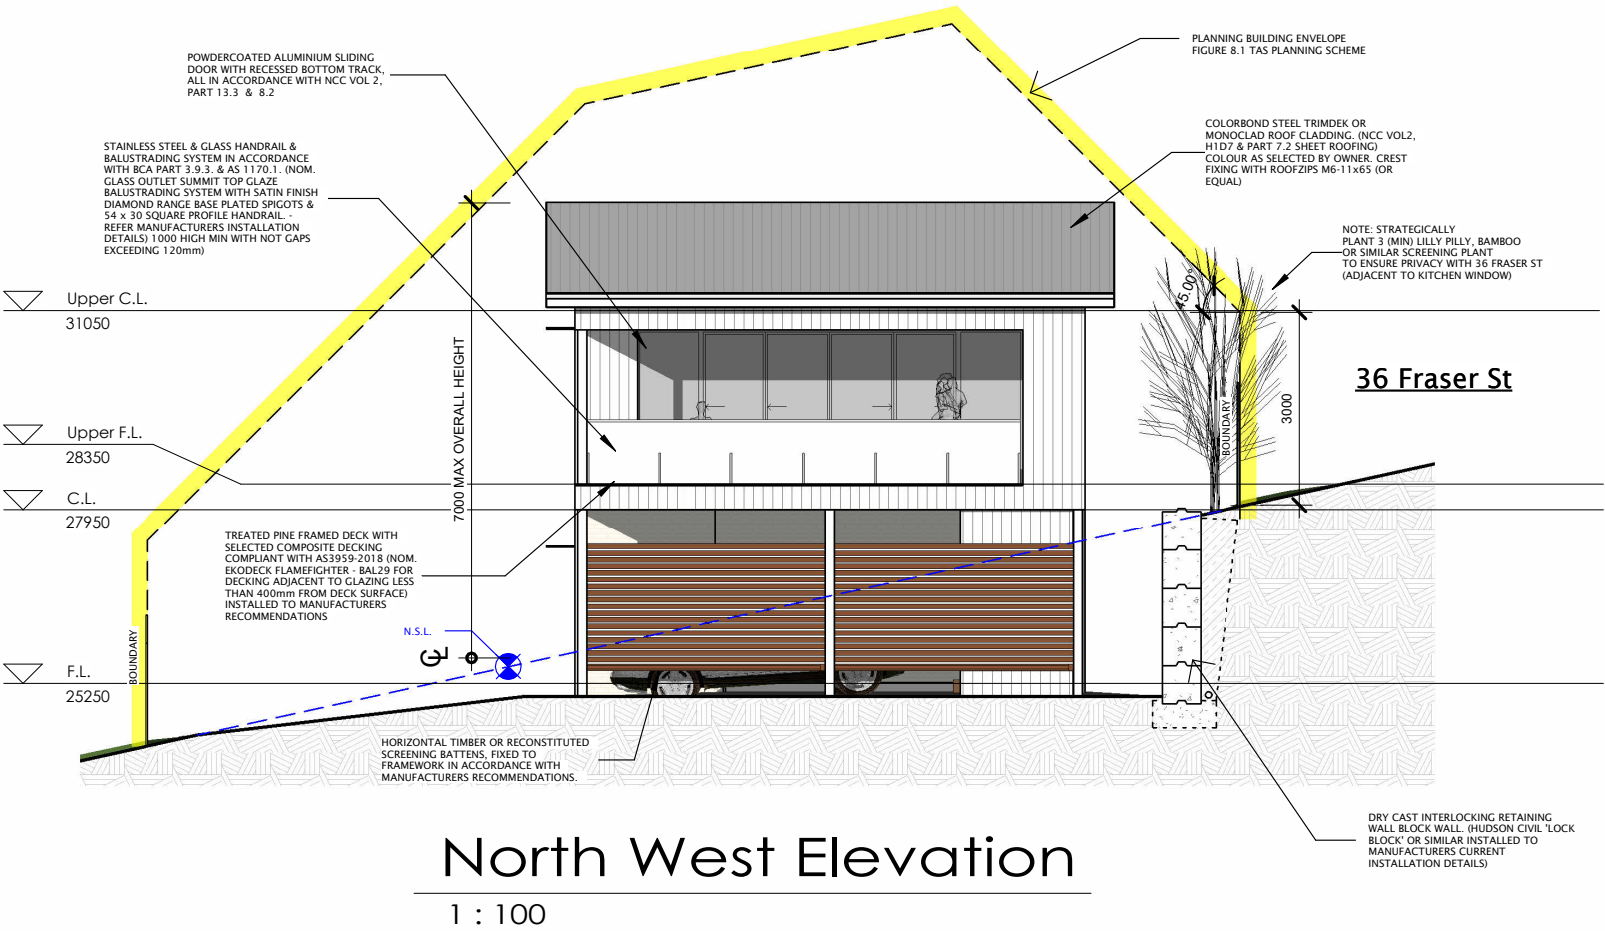 POWDERCOATED ALUMINIUM SLIDING
DOOR WITH RECESSED BOTTOM TRACK,
ALL IN ACCORDANCE WITH NCC VOL 2,
PART 13.3 & 8.2
PLANNING BUILDING ENVELOPE
FIGURE 8.1 TAS PLANNING SCHEME
STAINLESS STEEL & GLASS HANDRAIL &
BALUSTRADING SYSTEM IN ACCORDANCE
WITH BCA PART 3.9.3. & AS 1170.1. (NOM.
GLASS OUTLET SUMMIT TOP GLAZE
BALUSTRADING SYSTEM WITH SATIN FINISH
DIAMOND RANGE BASE PLATED SPIGOTS &
54 x 30 SQUARE PROFILE HANDRAIL. -
REFER MANUFACTURERS INSTALLATION
DETAILS) 1000 HIGH MIN WITH NOT GAPS
EXCEEDING 120mm)
COLORBOND STEEL TRIMDEK OR
MONOCLAD ROOF CLADDING. (NCC VOL2,
H1D7 & PART 7.2 SHEET ROOFING)
COLOUR AS SELECTED BY OWNER. CREST
FIXING WITH ROOFZIPS M6-11x65 (OR
EQUAL)
NOTE: STRATEGICALLY
PLANT 3 (MIN) LILLY PILLY, BAMBOO
OR SIMILAR SCREENING PLANT
TO ENSURE PRIVACY WITH 36 FRASER ST
(ADJACENT TO KITCHEN WINDOW)
45.00°
Upper C.L.
31050
7000 MAX OVERALL HEIGHT
36 Fraser St
3000
BOUNDARY
Upper F.L.
28350
C.L.
27950
TREATED PINE FRAMED DECK WITH
SELECTED COMPOSITE DECKING
COMPLIANT WITH AS3959-2018 (NOM.
EKODECK FLAMEFIGHTER - BAL29 FOR
DECKING ADJACENT TO GLAZING LESS
THAN 400mm FROM DECK SURFACE)
INSTALLED TO MANUFACTURERS
RECOMMENDATIONS
N.S.L.
CL
BOUNDARY
F.L.
25250
HORIZONTAL TIMBER OR RECONSTITUTED
SCREENING BATTENS, FIXED TO
FRAMEWORK IN ACCORDANCE WITH
MANUFACTURERS RECOMMENDATIONS.
DRY CAST INTERLOCKING RETAINING
WALL BLOCK WALL. (HUDSON CIVIL 'LOCK
BLOCK' OR SIMILAR INSTALLED TO
MANUFACTURERS CURRENT
INSTALLATION DETAILS)
North West Elevation
1 : 100